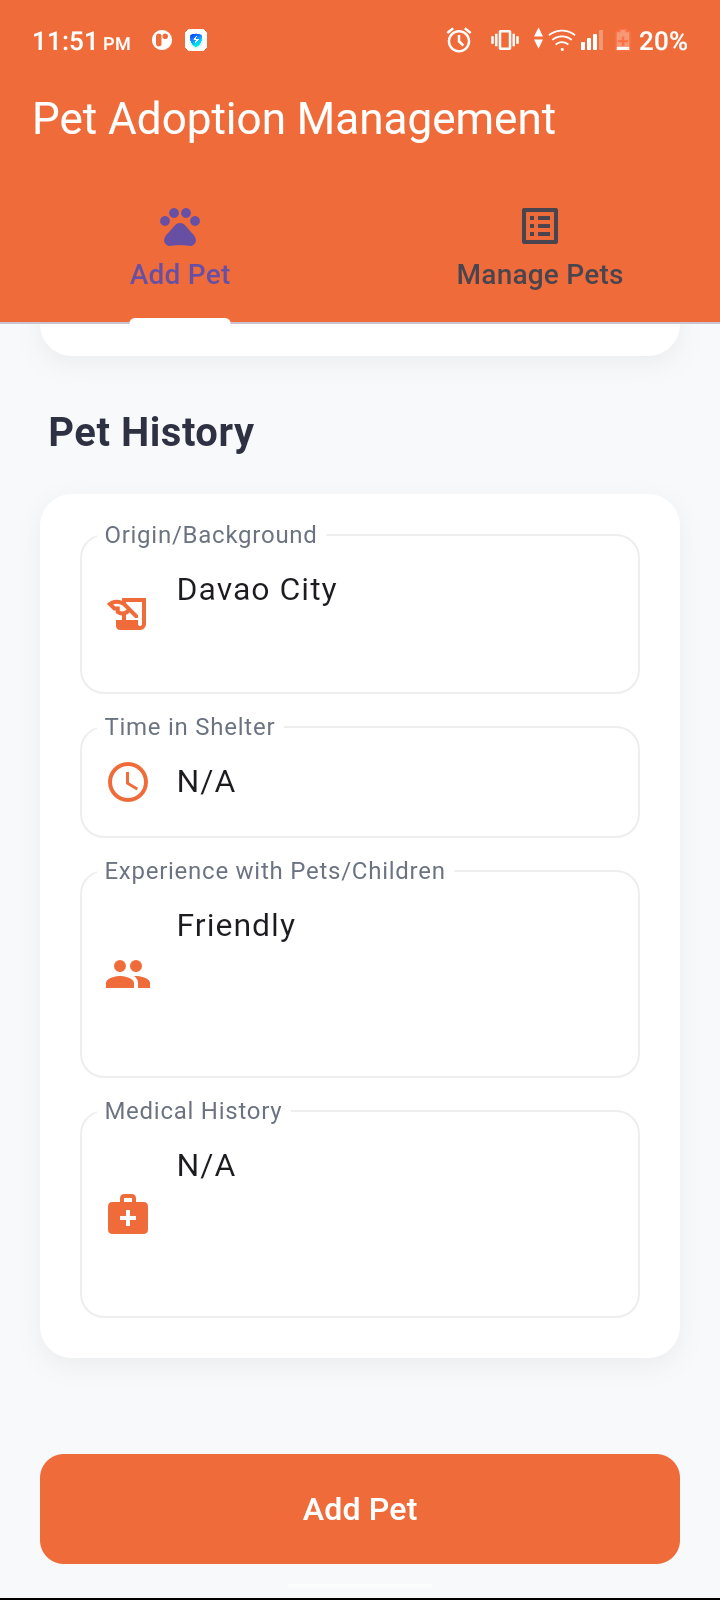 11:51 PM 20%
Pet Adoption Management
Add Pet Manage Pets
Pet History
Origin/Background
Davao City
Time in Shelter
N/A
Experience with Pets/Children
Friendly
Medical History
N/A
Add Pet